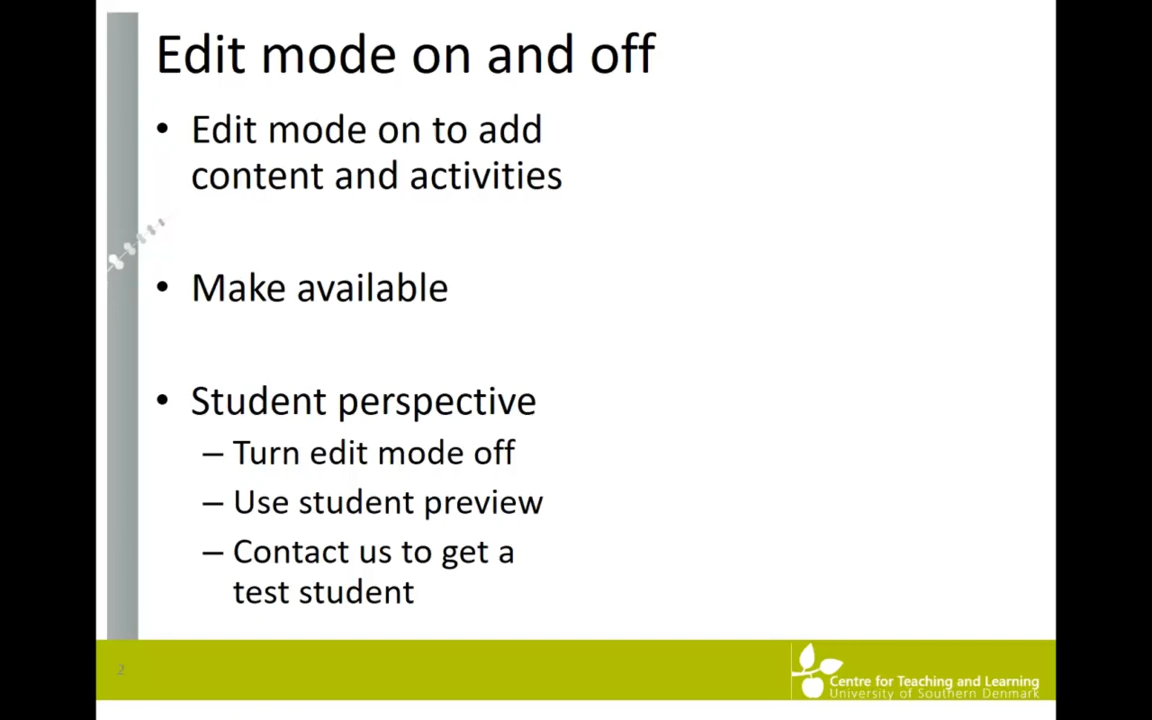 Edit mode on and off
• Edit mode on to add
content and activities
• Make available
• Student perspective
– Turn edit mode off
– Use student preview
– Contact us to get a
test student
2
Centre for Teaching and Learning
University of Southern Denmark